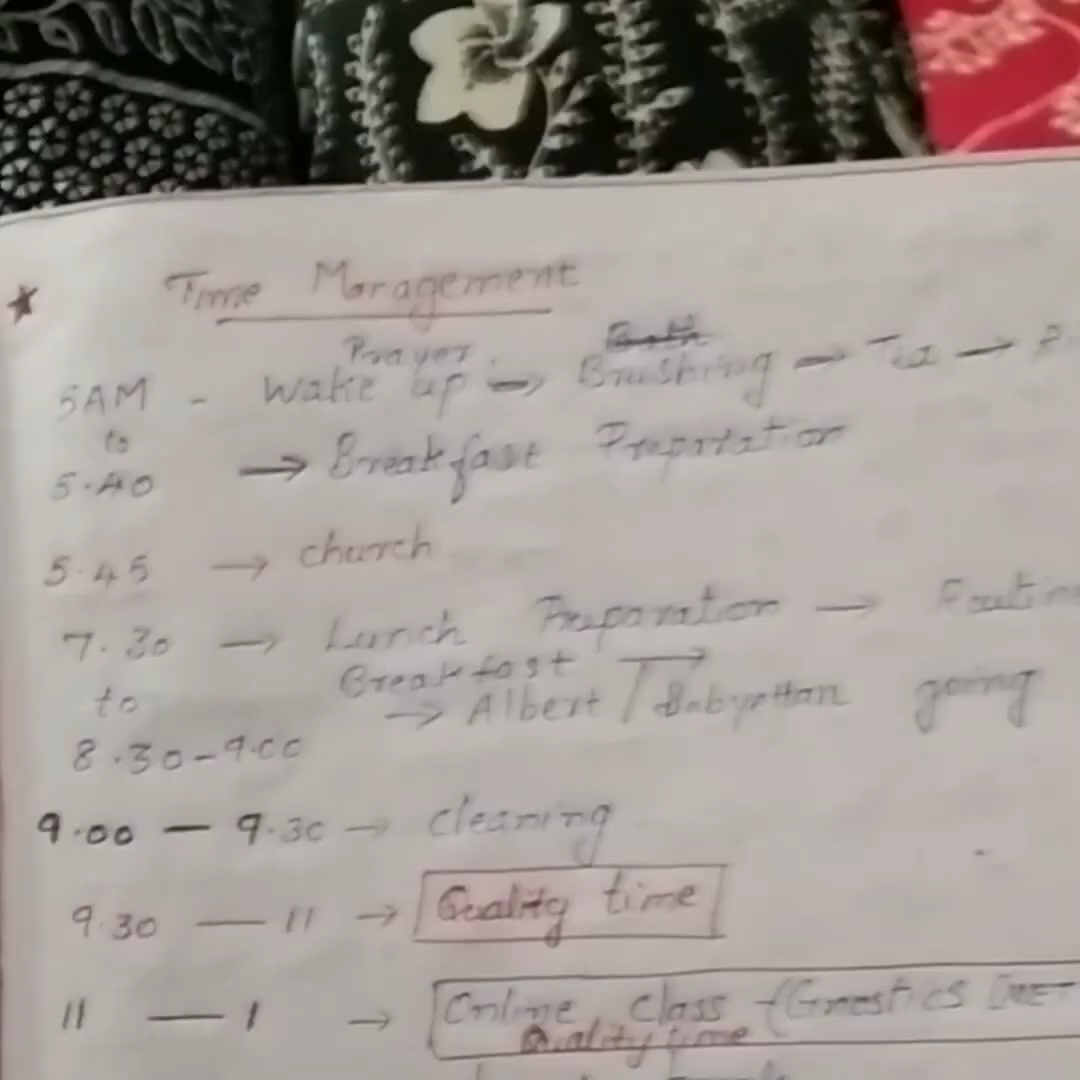 ★ Time Management
Prayer
5AM - Wake up → Brushing → Tea →
to
5.40 → Breakfast Preparation
5.45 → church
7.30 → Lunch Preparation →
Breakfast →
to → Albert / going
8.30-9.00
9.00 — 9.30 → cleaning
9.30 — 11 → Quality time
11 — 1 → Online Class
Quality time